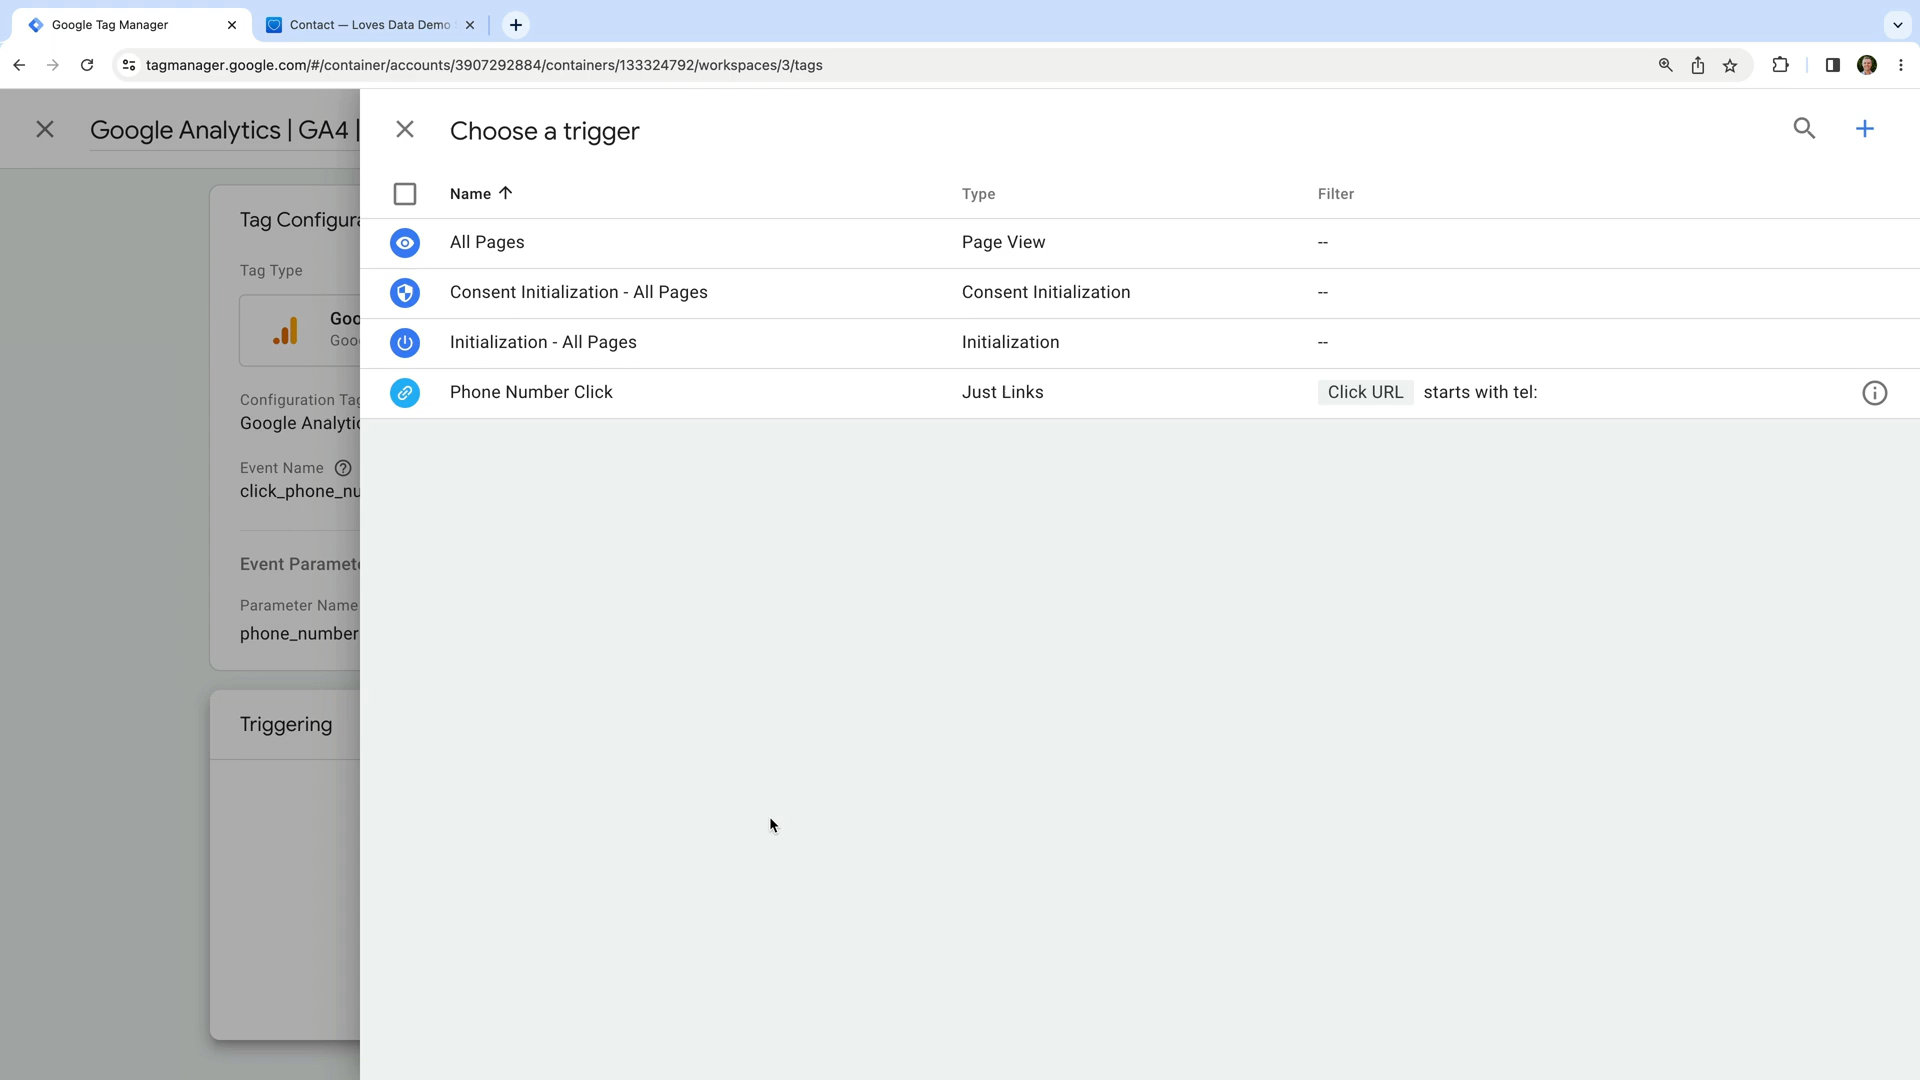 Google Tag Manager
Contact — Loves Data Demo
tagmanager.google.com/#/container/accounts/3907292884/containers/133324792/workspaces/3/tags
Google Analytics | GA4 |
Choose a trigger
Name Type Filter
All Pages Page View --
Consent Initialization - All Pages Consent Initialization --
Initialization - All Pages Initialization --
Phone Number Click Just Links Click URL starts with tel:
Tag Configura
Tag Type
Goo
Goo
Configuration Tag
Google Analytic
Event Name
click_phone_nu
Event Paramete
Parameter Name
phone_number
Triggering